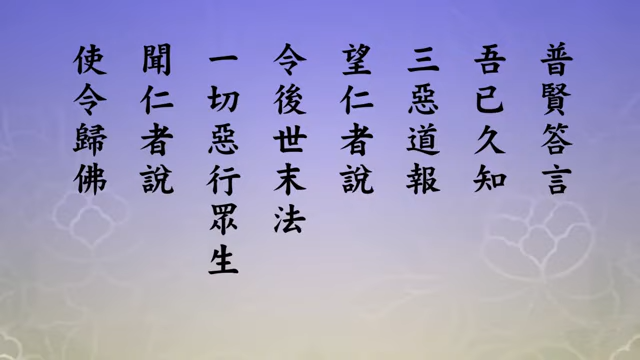 普賢答言
吾已久知
三惡道報
望仁者說
令後世末法
一切惡行眾生
聞仁者說
使令歸佛